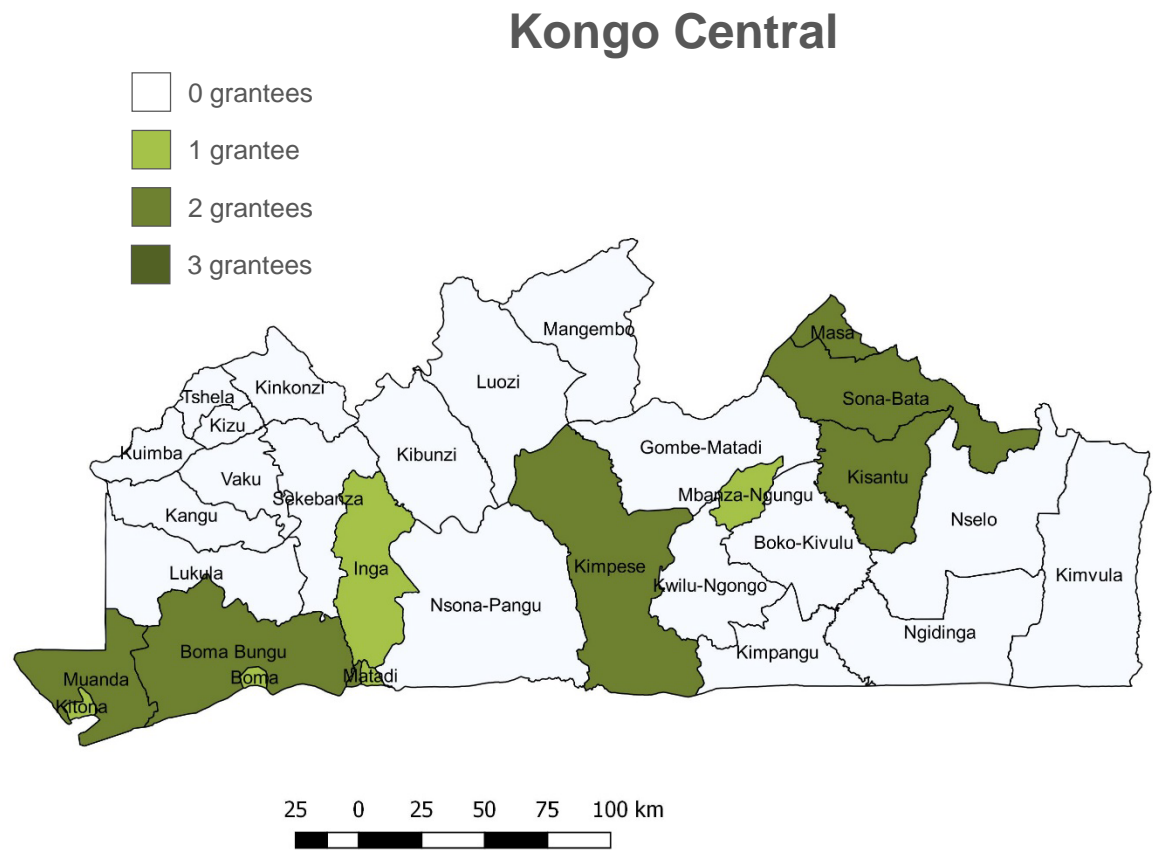 Kongo Central
0 grantees
1 grantee
2 grantees
3 grantees
Mangembo
Masa
Luozi
Kinkonzi
Tshela
Sona-Bata
Kizu
Gombe-Matadi
Kuimba
Kibunzi
Vaku
Kisantu
Sekebanza
Mbanza-Ngungu
Kangu
Nselo
Boko-Kivulu
Inga
Kimpese
Lukula
Kimvula
Kwilu-Ngongo
Nsona-Pangu
Ngidinga
Boma Bungu
Kimpangu
Muanda
Boma
Matadi
Kitona
25 0 25 50 75 100 km